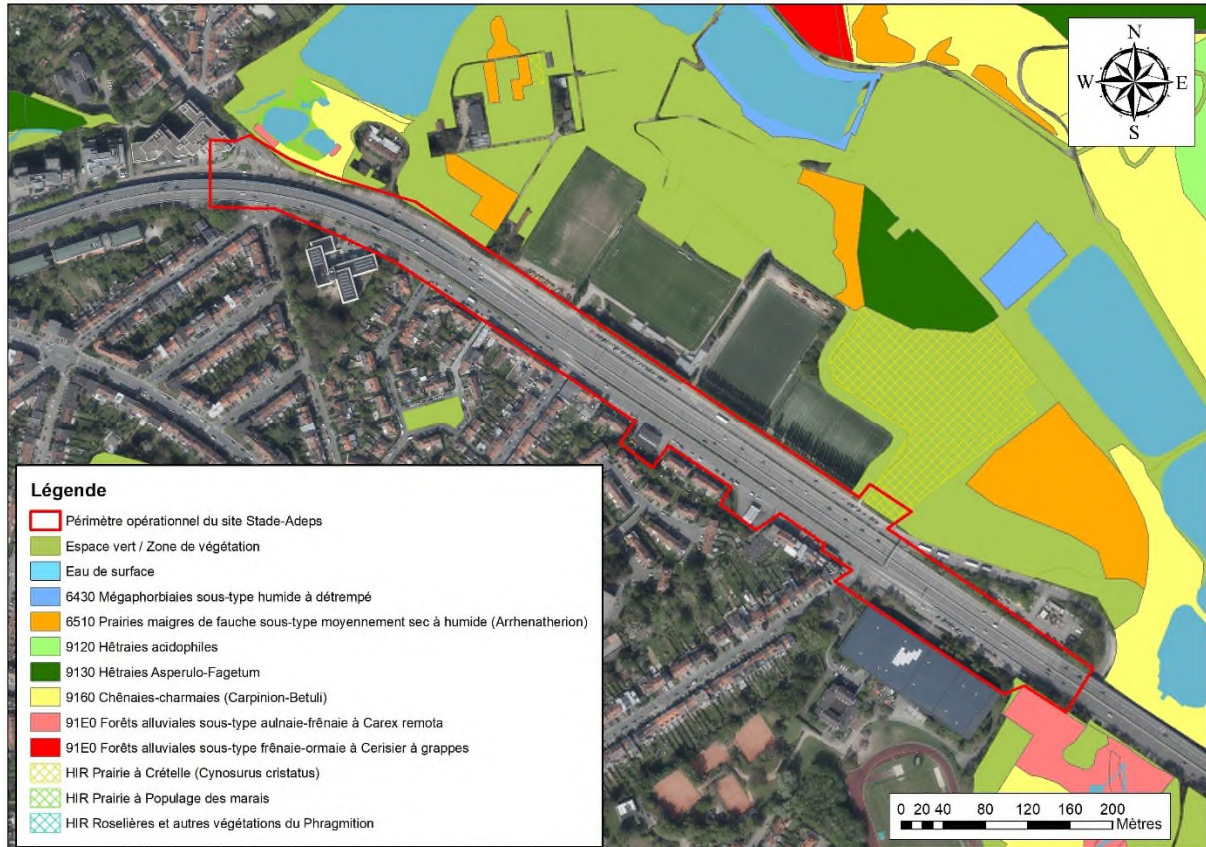 N
W E
S
Légende
Périmètre opérationnel du site Stade-Adeps
Espace vert / Zone de végétation
Eau de surface
6430 Mégaphorbiaies sous-type humide à détrempé
6510 Prairies maigres de fauche sous-type moyennement sec à humide (Arrhenatherion)
9120 Hêtraies acidophiles
9130 Hêtraies Asperulo-Fagetum
9160 Chênaies-charmaies (Carpinion-Betuli)
91E0 Forêts alluviales sous-type aulnaie-frênaie à Carex remota
91E0 Forêts alluviales sous-type frênaie-ormaie à Cerisier à grappes
HIR Prairie à Crételle (Cynosurus cristatus)
HIR Prairie à Populage des marais
HIR Roselières et autres végétations du Phragmition
0 20 40 80 120 160 200
Mètres